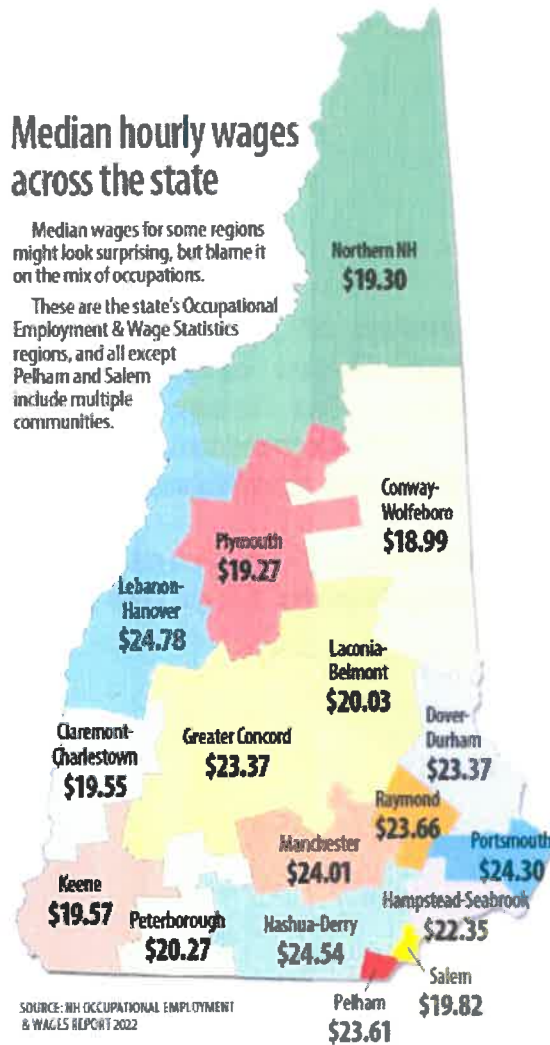 Median hourly wages
across the state
Median wages for some regions
might look surprising, but blame it
on the mix of occupations.
These are the state's Occupational
Employment & Wage Statistics
regions, and all except
Pelham and Salem
include multiple
communities.
Northern NH
$19.30
Conway-
Wolfeboro
$18.99
Plymouth
$19.27
Lebanon-
Hanover
$24.78
Laconia-
Belmont
$20.03
Claremont-
Charlestown
$19.55
Greater Concord
$23.37
Dover-
Durham
$23.37
Raymond
$23.66
Manchester
$24.01
Portsmouth
$24.30
Keene
$19.57
Peterborough
$20.27
Nashua-Derry
$24.54
Hampstead-Seabrook
$22.35
Salem
$19.82
Pelham
$23.61
SOURCE: NH OCCUPATIONAL EMPLOYMENT
& WAGES REPORT 2022